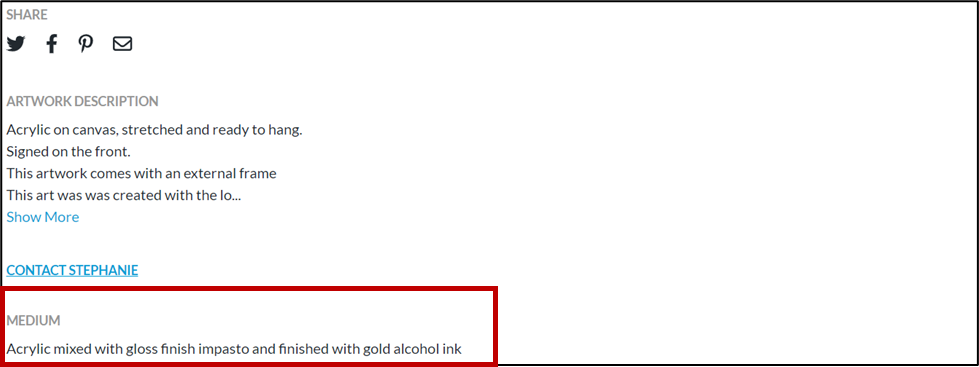 SHARE
ARTWORK DESCRIPTION
Acrylic on canvas, stretched and ready to hang.
Signed on the front.
This artwork comes with an external frame
This art was was created with the lo...
Show More
CONTACT STEPHANIE
MEDIUM
Acrylic mixed with gloss finish impasto and finished with gold alcohol ink